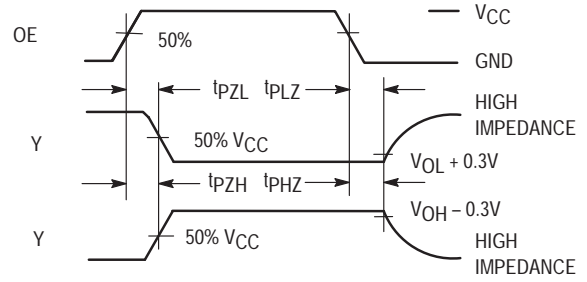 OE
50%
VCC
GND
tPZL
tPLZ
HIGH
IMPEDANCE
Y
50% VCC
VOL + 0.3V
tPZH
tPHZ
VOH – 0.3V
Y
50% VCC
HIGH
IMPEDANCE